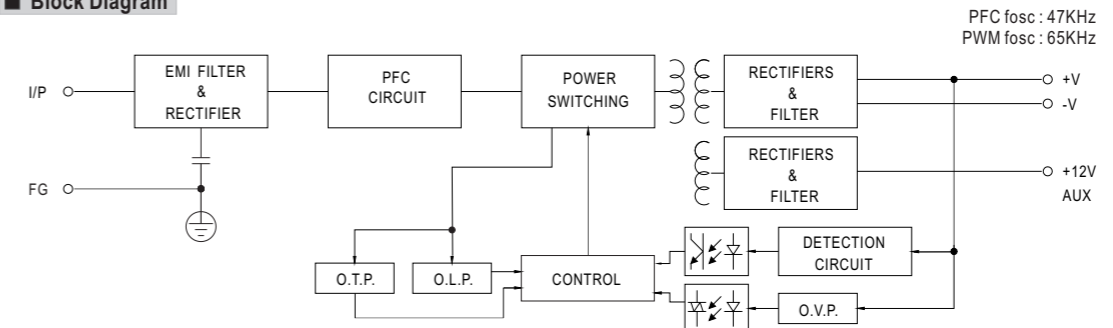 ■ Block Diagram
PFC fosc : 47KHz
PWM fosc : 65KHz
I/P
EMI FILTER
&
RECTIFIER
PFC
CIRCUIT
POWER
SWITCHING
RECTIFIERS
&
FILTER
+V
-V
RECTIFIERS
&
FILTER
+12V
AUX
FG
O.T.P.
O.L.P.
CONTROL
DETECTION
CIRCUIT
O.V.P.